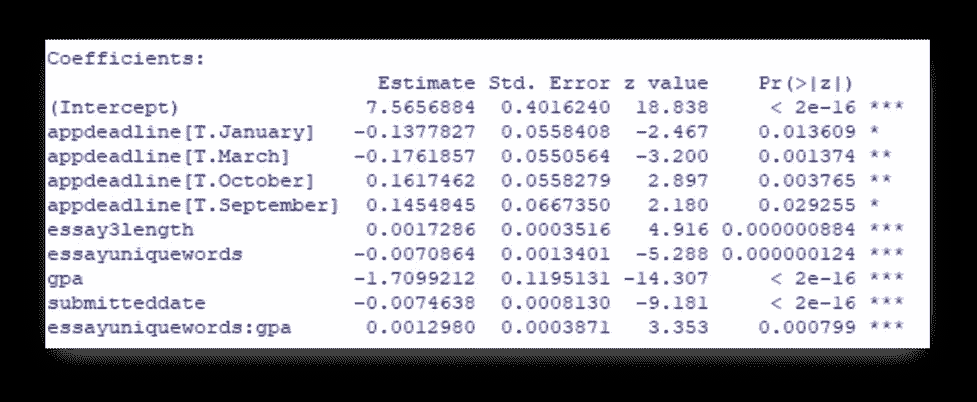 Coefficients:
Estimate Std. Error z value Pr(>|z|)
(Intercept) 7.5656884 0.4016240 18.838 < 2e-16 ***
appdeadline[T.January] -0.1377827 0.0558408 -2.467 0.013609 *
appdeadline[T.March] -0.1761857 0.0550564 -3.200 0.001374 **
appdeadline[T.October] 0.1617462 0.0558279 2.897 0.003765 **
appdeadline[T.September] 0.1454845 0.0667350 2.180 0.029255 *
essay3length 0.0017286 0.0003516 4.916 0.000000884 ***
essayuniquewords -0.0070864 0.0013401 -5.288 0.000000124 ***
gpa -1.7099212 0.1195131 -14.307 < 2e-16 ***
submitteddate -0.0074638 0.0008130 -9.181 < 2e-16 ***
essayuniquewords:gpa 0.0012980 0.0003871 3.353 0.000799 ***